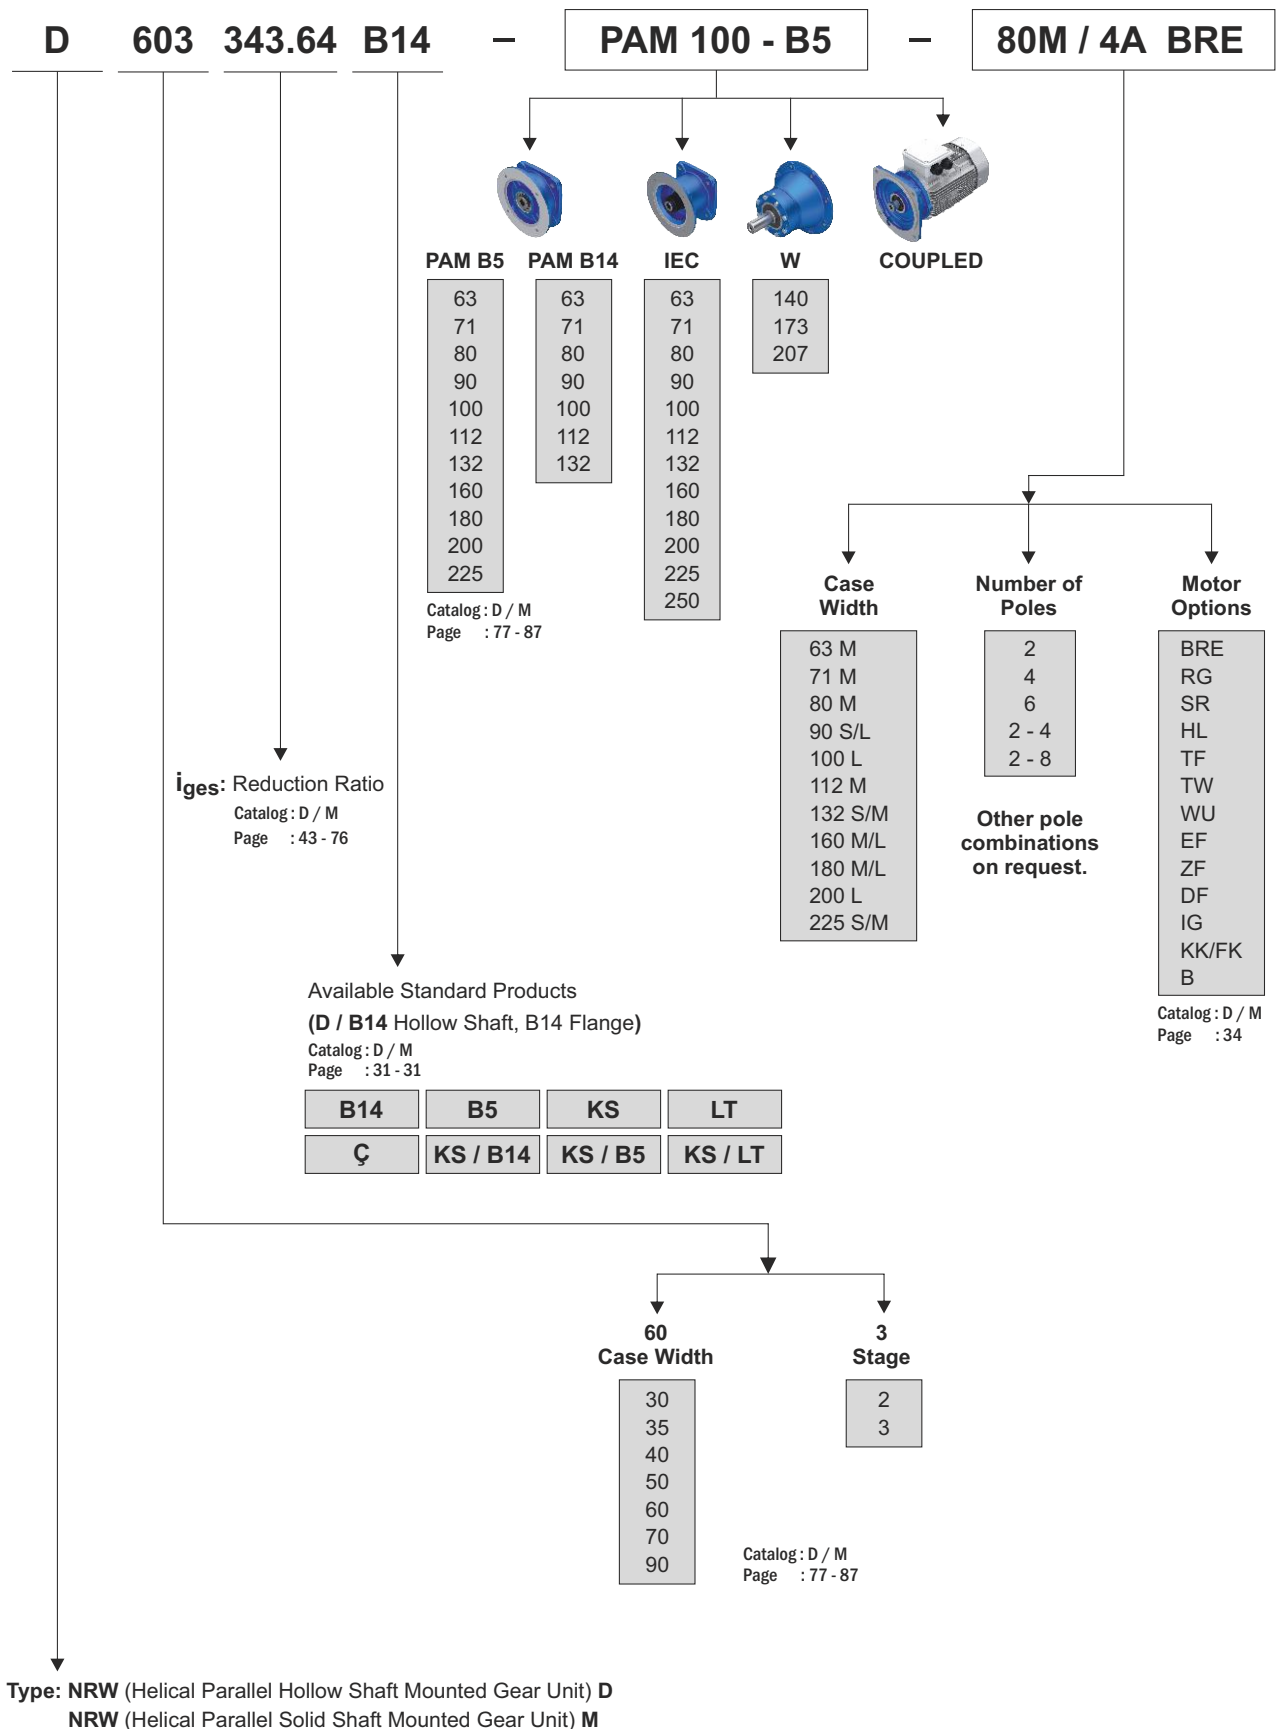 D 603 343.64 B14 – PAM 100 - B5 – 80M / 4A BRE
PAM B5
63
71
80
90
100
112
132
160
180
200
225
Catalog : D / M
Page : 77 - 87
PAM B14
63
71
80
90
100
112
132
IEC
63
71
80
90
100
112
132
160
180
200
225
250
W
140
173
207
COUPLED
Case
Width
63 M
71 M
80 M
90 S/L
100 L
112 M
132 S/M
160 M/L
180 M/L
200 L
225 S/M
Number of
Poles
2
4
6
2 - 4
2 - 8
Other pole
combinations
on request.
Motor
Options
BRE
RG
SR
HL
TF
TW
WU
EF
ZF
DF
IG
KK/FK
B
Catalog : D / M
Page : 34
iges: Reduction Ratio
Catalog : D / M
Page : 43 - 76
Available Standard Products
(D / B14 Hollow Shaft, B14 Flange)
Catalog : D / M
Page : 31 - 31
B14 B5 KS LT
Ç KS / B14 KS / B5 KS / LT
60
Case Width
30
35
40
50
60
70
90
3
Stage
2
3
Catalog : D / M
Page : 77 - 87
Type: NRW (Helical Parallel Hollow Shaft Mounted Gear Unit) D
NRW (Helical Parallel Solid Shaft Mounted Gear Unit) M